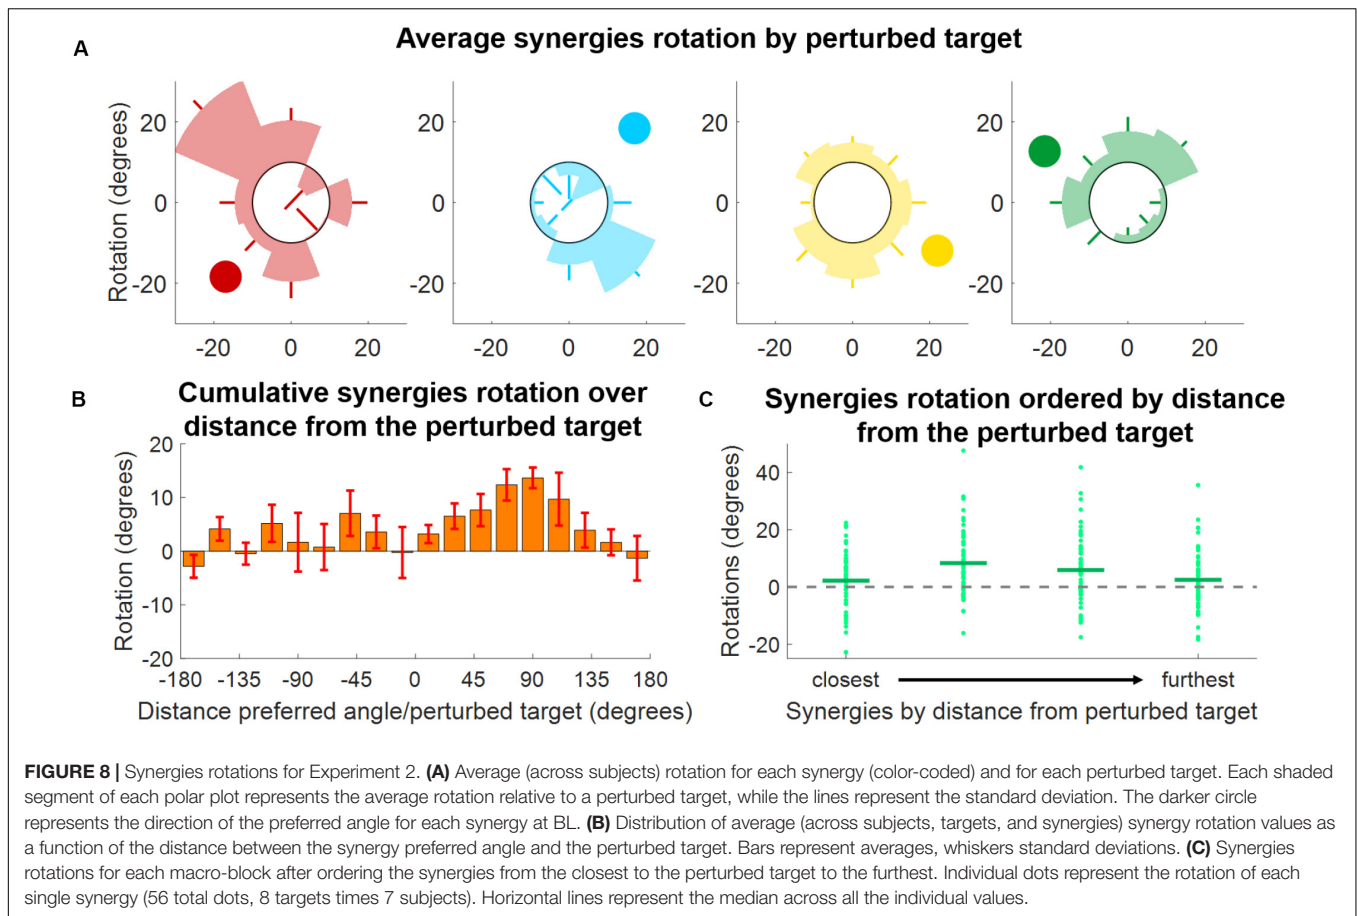 A
Average synergies rotation by perturbed target
Rotation (degrees)
20
0
-20
-20 0 20
20
0
-20
-20 0 20
20
0
-20
-20 0 20
20
0
-20
-20 0 20
B
Cumulative synergies rotation over
distance from the perturbed target
Rotation (degrees)
20
10
0
-10
-20
-180 -135 -90 -45 0 45 90 135 180
Distance preferred angle/perturbed target (degrees)
C
Synergies rotation ordered by distance
from the perturbed target
Rotations (degrees)
40
20
0
-20
closest furthest
Synergies by distance from perturbed target
FIGURE 8 | Synergies rotations for Experiment 2. (A) Average (across subjects) rotation for each synergy (color-coded) and for each perturbed target. Each shaded
segment of each polar plot represents the average rotation relative to a perturbed target, while the lines represent the standard deviation. The darker circle
represents the direction of the preferred angle for each synergy at BL. (B) Distribution of average (across subjects, targets, and synergies) synergy rotation values as
a function of the distance between the synergy preferred angle and the perturbed target. Bars represent averages, whiskers standard deviations. (C) Synergies
rotations for each macro-block after ordering the synergies from the closest to the perturbed target to the furthest. Individual dots represent the rotation of each
single synergy (56 total dots, 8 targets times 7 subjects). Horizontal lines represent the median across all the individual values.